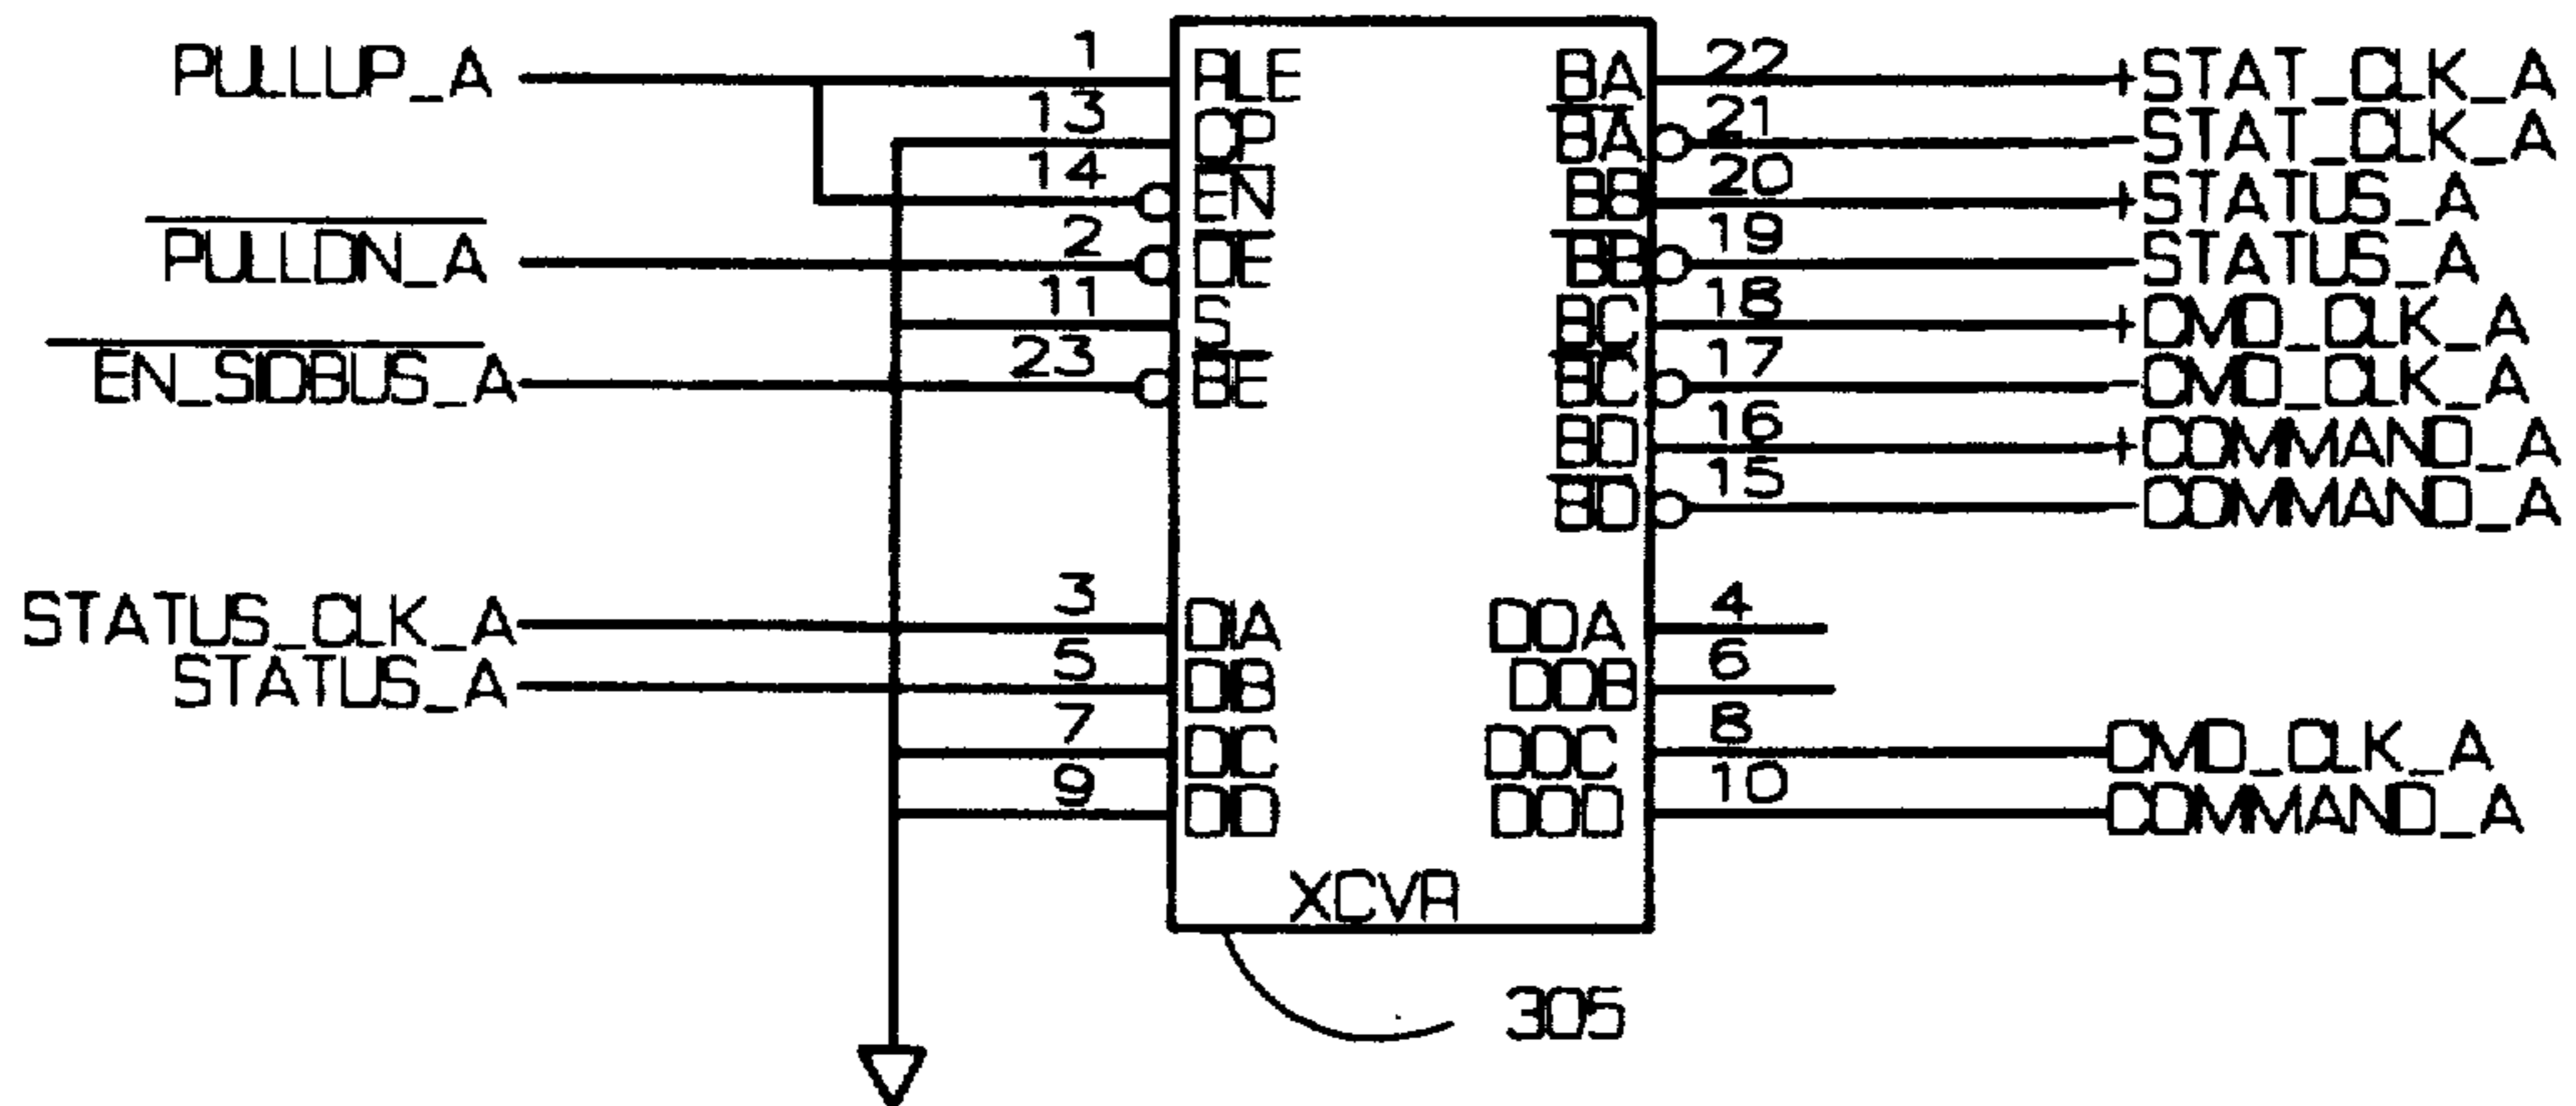 PULLUP_A 1 RLE BA 22 +STAT_CLK_A
13 OP BA 21 -STAT_CLK_A
14 EN BB 20 +STATUS_A
PULLDN_A 2 DE BB 19 -STATUS_A
11 S BC 18 +CMD_CLK_A
EN_SIDBUS_A 23 BE BC 17 -CMD_CLK_A
BD 16 +COMMAND_A
BD 15 -COMMAND_A
STATUS_CLK_A 3 DIA DOA 4
STATUS_A 5 DIB DOB 6
7 DIC DOC 8 CMD_CLK_A
9 DID DOD 10 COMMAND_A
XCVR
305